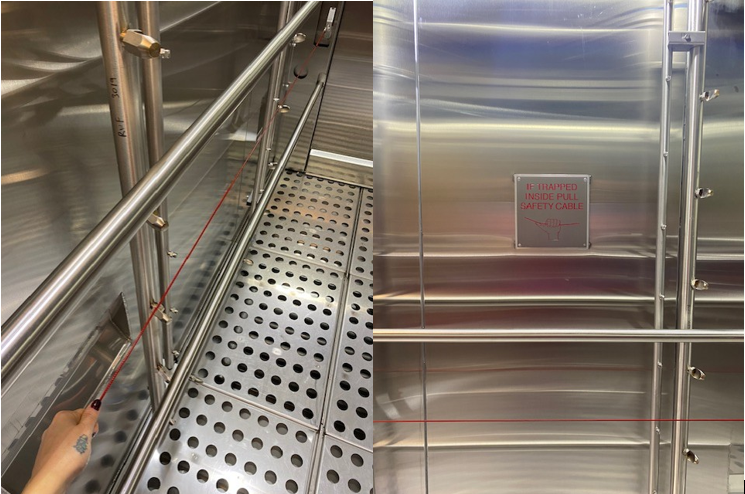 IF TRAPPED
INSIDE PULL
SAFETY CABLE